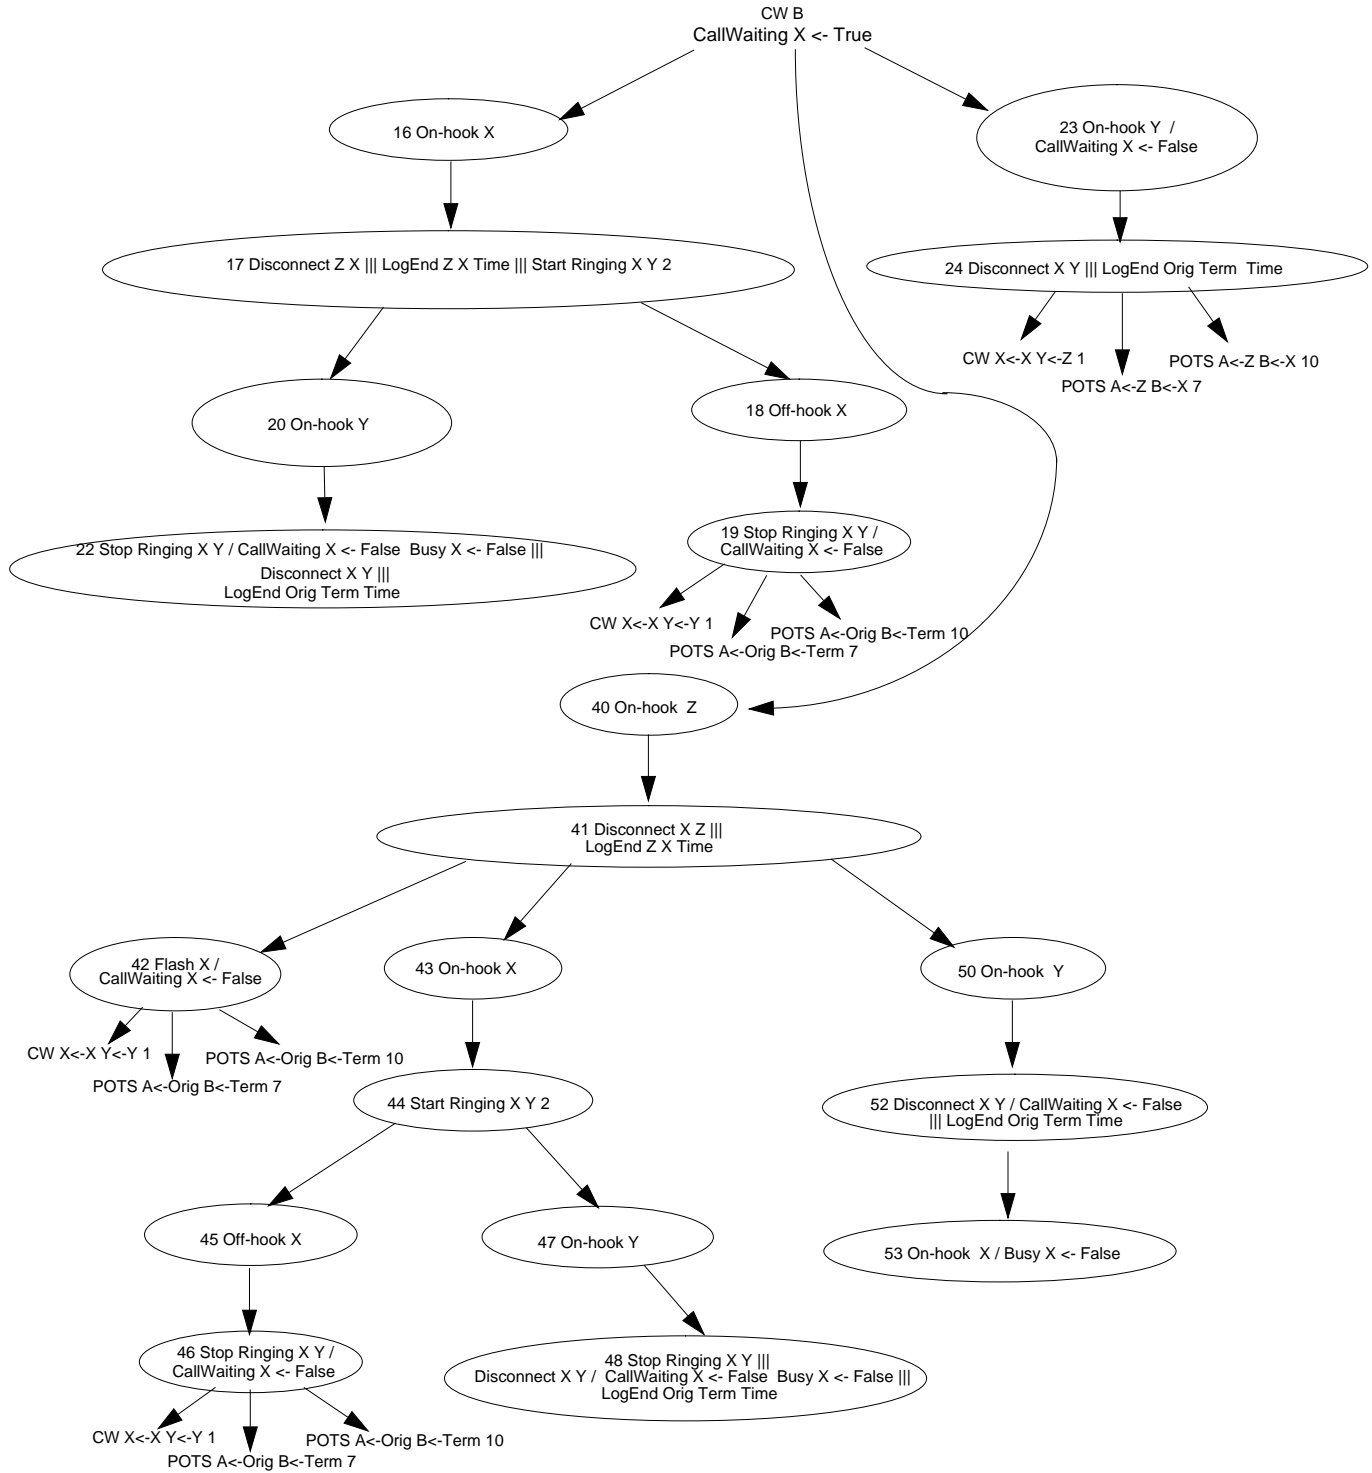 CW B
CallWaiting X <- True
16 On-hook X
23 On-hook Y /
CallWaiting X <- False
17 Disconnect Z X ||| LogEnd Z X Time ||| Start Ringing X Y 2
24 Disconnect X Y ||| LogEnd Orig Term Time
CW X<-X Y<-Z 1
POTS A<-Z B<-X 7
POTS A<-Z B<-X 10
20 On-hook Y
18 Off-hook X
22 Stop Ringing X Y / CallWaiting X <- False Busy X <- False |||
Disconnect X Y |||
LogEnd Orig Term Time
19 Stop Ringing X Y /
CallWaiting X <- False
CW X<-X Y<-Y 1
POTS A<-Orig B<-Term 7
POTS A<-Orig B<-Term 10
40 On-hook Z
41 Disconnect X Z |||
LogEnd Z X Time
42 Flash X /
CallWaiting X <- False
43 On-hook X
50 On-hook Y
CW X<-X Y<-Y 1
POTS A<-Orig B<-Term 7
POTS A<-Orig B<-Term 10
44 Start Ringing X Y 2
52 Disconnect X Y / CallWaiting X <- False
||| LogEnd Orig Term Time
45 Off-hook X
47 On-hook Y
53 On-hook X / Busy X <- False
46 Stop Ringing X Y /
CallWaiting X <- False
48 Stop Ringing X Y |||
Disconnect X Y / CallWaiting X <- False Busy X <- False |||
LogEnd Orig Term Time
CW X<-X Y<-Y 1
POTS A<-Orig B<-Term 7
POTS A<-Orig B<-Term 10